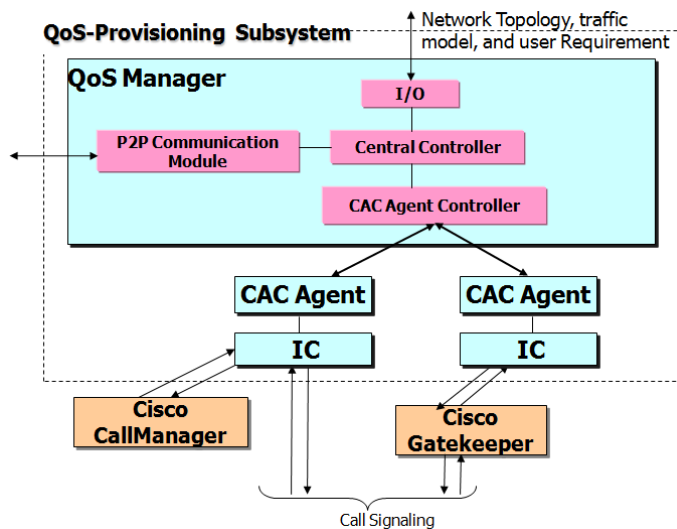 Network Topology, traffic
model, and user Requirement
QoS-Provisioning Subsystem
QoS Manager
I/O
P2P Communication
Module
Central Controller
CAC Agent Controller
CAC Agent
CAC Agent
IC
IC
Cisco
CallManager
Cisco
Gatekeeper
Call Signaling